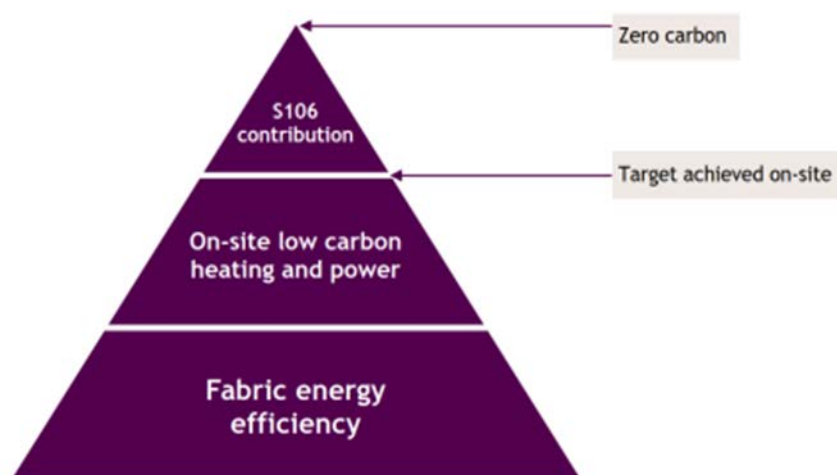 Zero carbon
S106
contribution
Target achieved on-site
On-site low carbon
heating and power
Fabric energy
efficiency